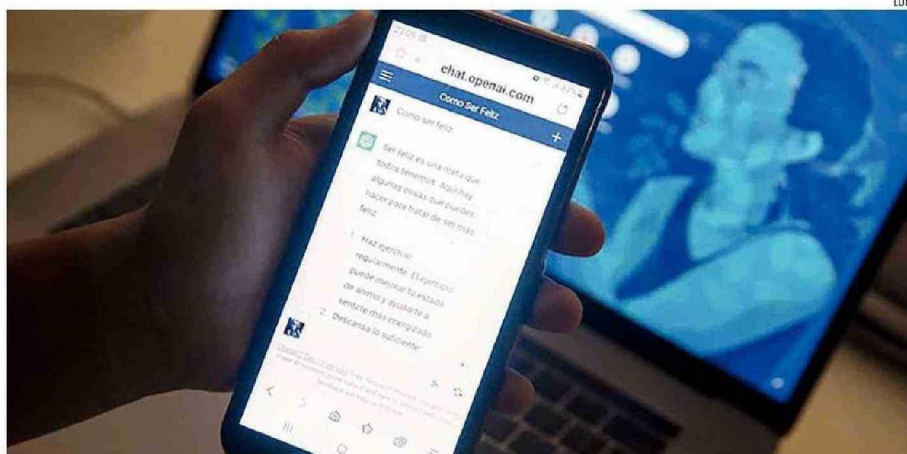 23:05
chat.openai.com
Como Ser Feliz
Como ser feliz
Ser feliz es una meta que
todos tenemos. Aquí hay
algunas cosas que puedes
hacer para tratar de ser más
feliz:
1. Haz ejercicio
regularmente. El ejercicio
puede mejorar tu estado
de ánimo y ayudarte a
sentirte más energizado.
2. Descansa lo suficiente: